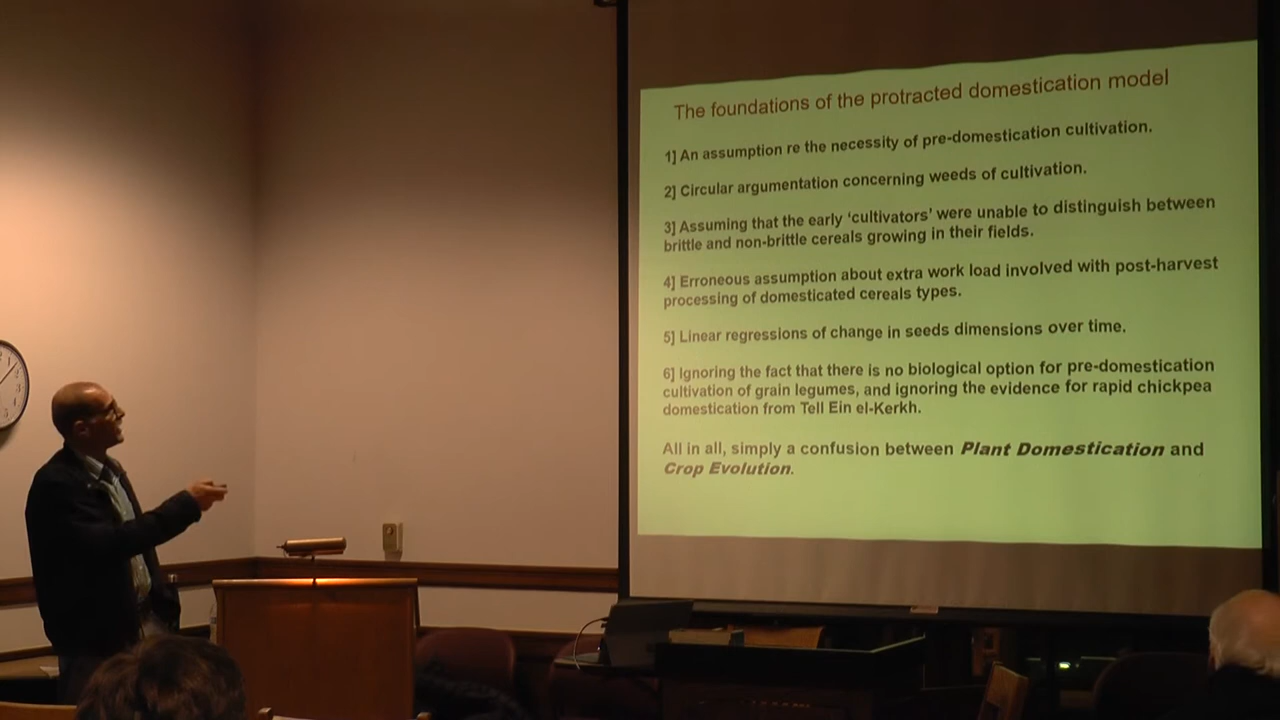 The foundations of the protracted domestication model
1] An assumption re the necessity of pre-domestication cultivation.
2] Circular argumentation concerning weeds of cultivation.
3] Assuming that the early ‘cultivators’ were unable to distinguish between
brittle and non-brittle cereals growing in their fields.
4] Erroneous assumption about extra work load involved with post-harvest
processing of domesticated cereals types.
5] Linear regressions of change in seeds dimensions over time.
6] Ignoring the fact that there is no biological option for pre-domestication
cultivation of grain legumes, and ignoring the evidence for rapid chickpea
domestication from Tell Ein el-Kerkh.
All in all, simply a confusion between Plant Domestication and
Crop Evolution.